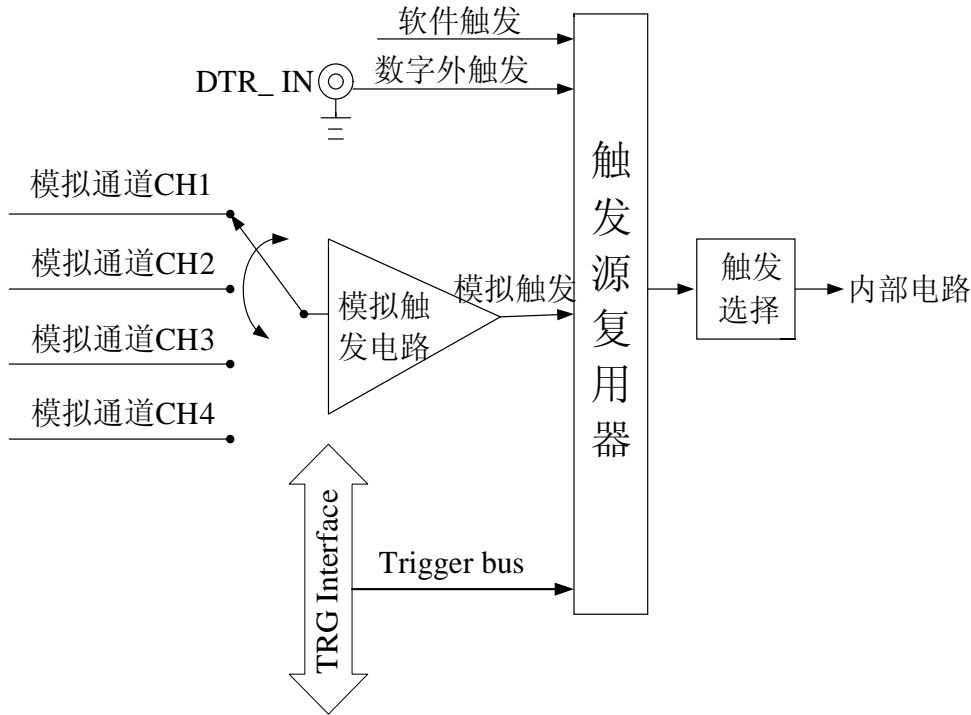 软件触发
DTR_ IN
数字外触发
模拟通道CH1
模拟通道CH2
模拟通道CH3
模拟通道CH4
模拟触
发电路
模拟触发
触发源复用器
触发
选择
内部电路
TRG Interface
Trigger bus